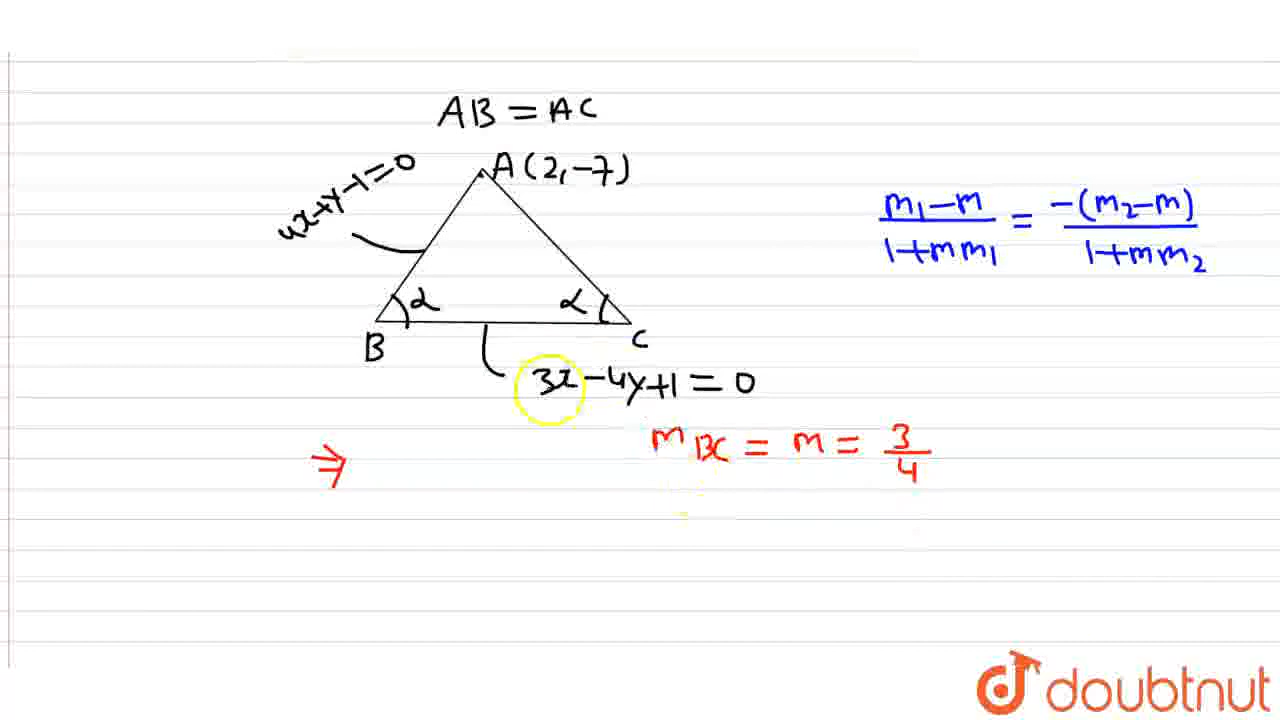 AB = AC
4x+y-1=0
A(2,-7)
m₁-m / 1+mm₁ = -(m₂-m) / 1+mm₂
α α
B C
3x-4y+1=0
⇒ m BC = m = 3/4
doubtnut